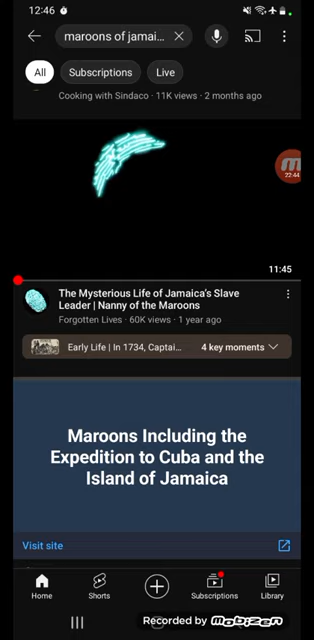 12:46
maroons of jamai...
All
Subscriptions
Live
Cooking with Sindaco · 11K views · 2 months ago
22:44
11:45
The Mysterious Life of Jamaica's Slave
Leader | Nanny of the Maroons
Forgotten Lives · 60K views · 1 year ago
Early Life | In 1734, Captai...
4 key moments
Maroons Including the
Expedition to Cuba and the
Island of Jamaica
Visit site
Home
Shorts
Subscriptions
Library
Recorded by Mobizen